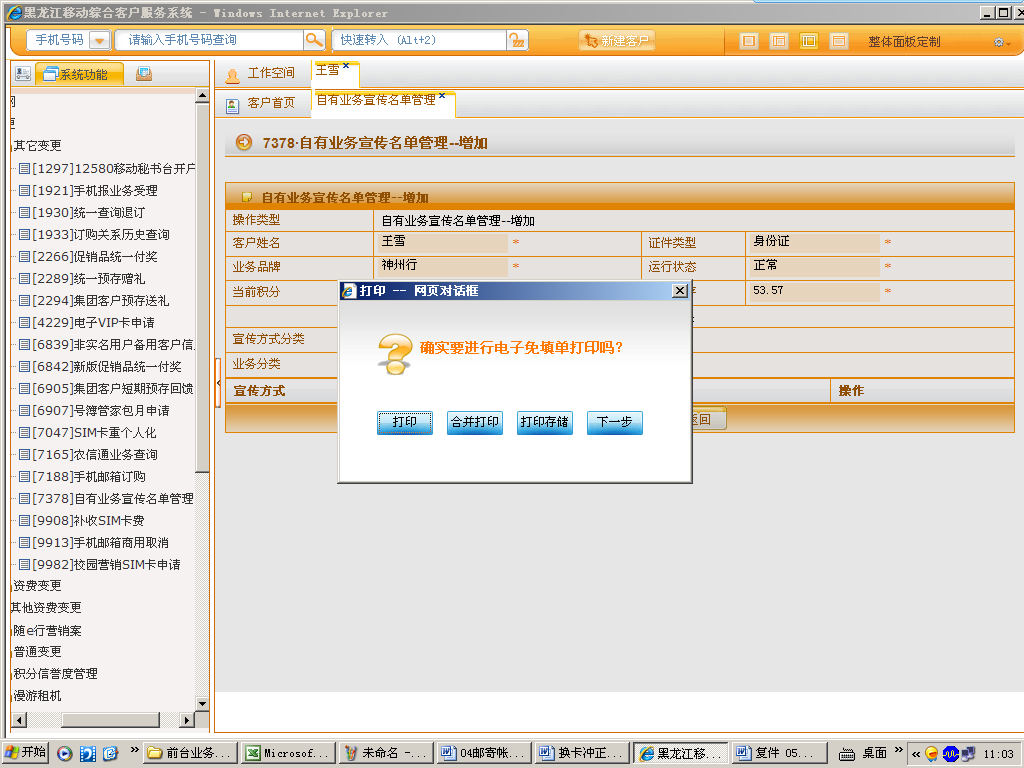 黑龙江移动综合客户服务系统 - Windows Internet Explorer
手机号码 请输入手机号码查询 快速转入 (Alt+2) 新建客户 整体面板定制
系统功能
工作空间 王雪
客户首页 自有业务宣传名单管理
其它变更
[1297]12580移动秘书台开户
[1921]手机报业务受理
[1930]统一查询退订
[1933]订购关系历史查询
[2266]促销品统一付奖
[2289]统一预存赠礼
[2294]集团客户预存送礼
[4229]电子VIP卡申请
[6839]非实名用户备用客户信
[6842]新版促销品统一付奖
[6905]集团客户短期预存回馈
[6907]号簿管家包月申请
[7047]SIM卡重个人化
[7165]农信通业务查询
[7188]手机邮箱订购
[7378]自有业务宣传名单管理
[9908]补收SIM卡费
[9913]手机邮箱商用取消
[9982]校园营销SIM卡申请
资费变更
其他资费变更
随e行营销案
普通变更
积分信誉度管理
漫游租机
7378·自有业务宣传名单管理--增加
自有业务宣传名单管理--增加
操作类型 自有业务宣传名单管理--增加
客户姓名 王雪 * 证件类型 身份证 *
业务品牌 神州行 * 运行状态 正常 *
当前积分 53.57 *
宣传方式分类
业务分类
宣传方式 操作
返回
打印 -- 网页对话框
确实要进行电子免填单打印吗?
打印 合并打印 打印存储 下一步
开始 » 前台业务... Microsof... 未命名 -... 04邮寄帐... 换卡冲正... 黑龙江移... 复件 05... 桌面 » « 11:03